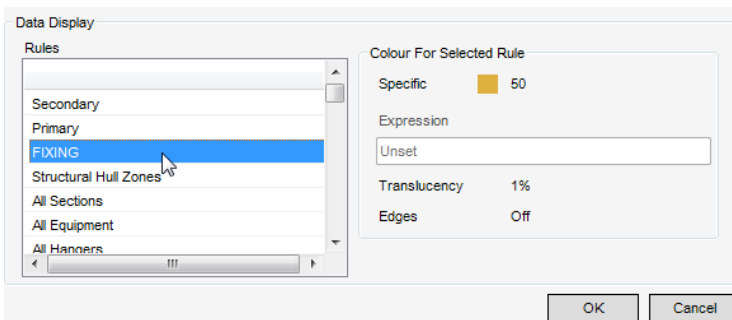 Data Display
Rules
Secondary
Primary
FIXING
Structural Hull Zones
All Sections
All Equipment
All Hangers
Colour For Selected Rule
Specific 50
Expression
Unset
Translucency 1%
Edges Off
OK Cancel